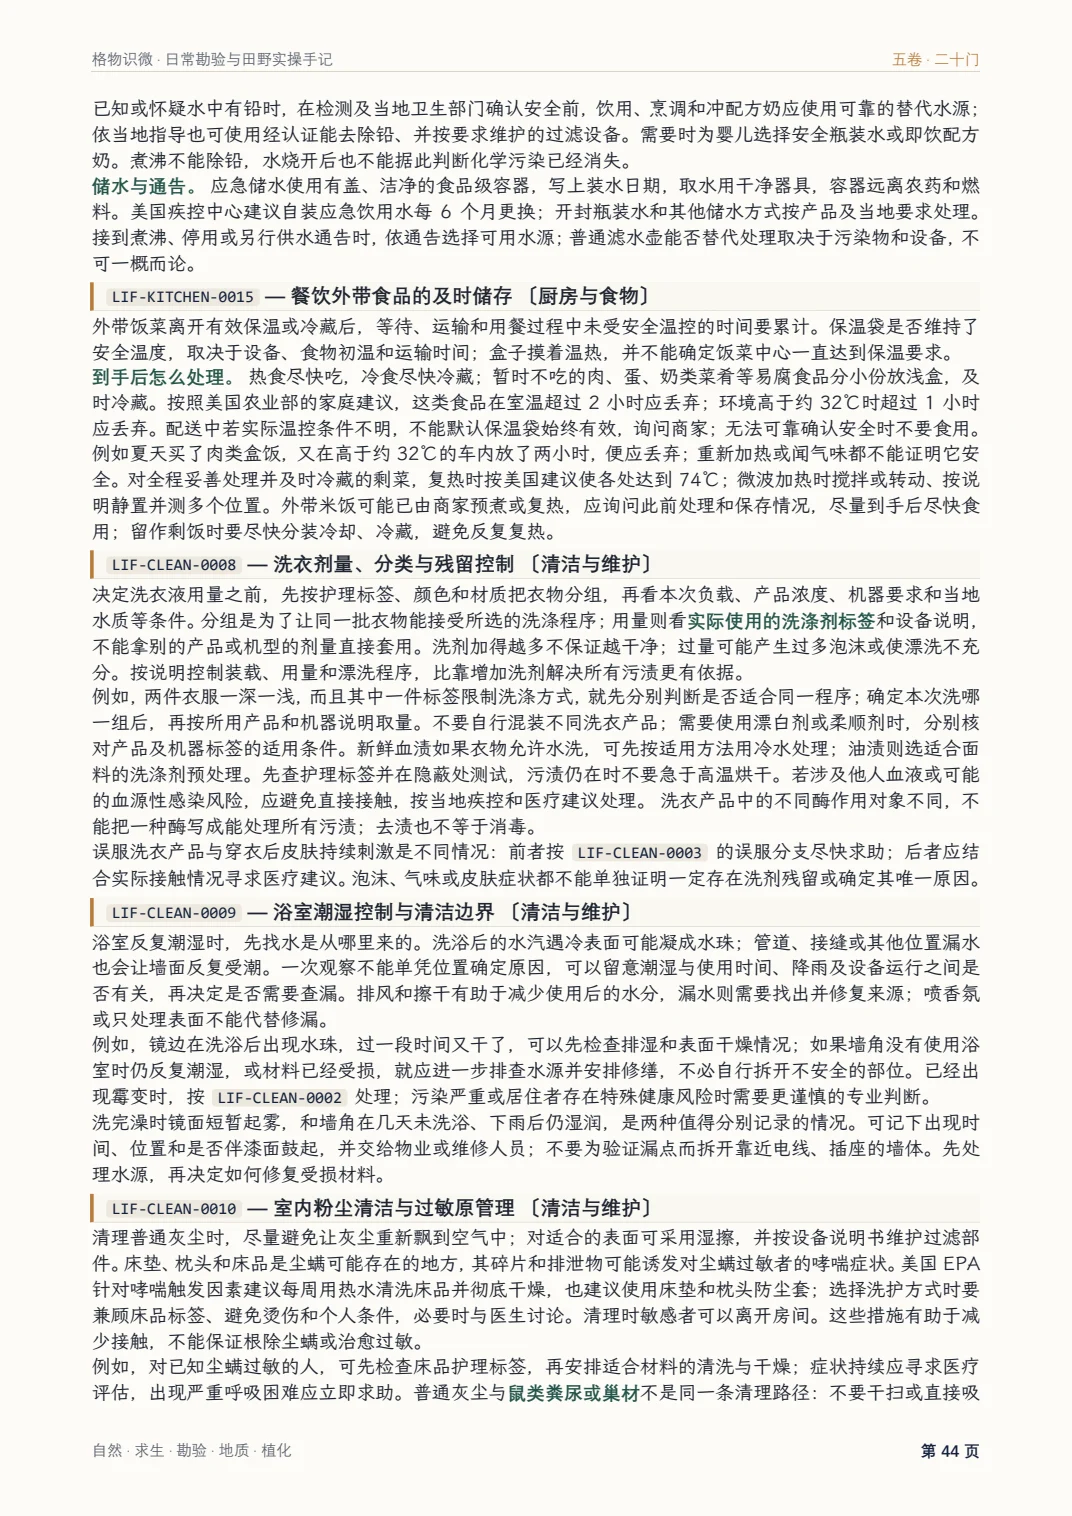 格物识微 · 日常勘验与田野实操手记
五卷 · 二十门
已知或怀疑水中有铅时，在检测及当地卫生部门确认安全前，饮用、烹调和冲配方奶应使用可靠的替代水源；
依当地指导也可使用经认证能去除铅、并按要求维护的过滤设备。需要时为婴儿选择安全瓶装水或即饮配方
奶。煮沸不能除铅，水烧开后也不能据此判断化学污染已经消失。
储水与通告。 应急储水使用有盖、洁净的食品级容器，写上装水日期，取水用干净器具，容器远离农药和燃
料。美国疾控中心建议自装应急饮用水每 6 个月更换；开封瓶装水和其他储水方式按产品及当地要求处理。
接到煮沸、停用或另行供水通告时，依通告选择可用水源；普通滤水壶能否替代处理取决于污染物和设备，不
可一概而论。
LIF-KITCHEN-0015 — 餐饮外带食品的及时储存 〔厨房与食物〕
外带饭菜离开有效保温或冷藏后，等待、运输和用餐过程中未受安全温控的时间要累计。保温袋是否维持了
安全温度，取决于设备、食物初温和运输时间；盒子摸着温热，并不能确定饭菜中心一直达到保温要求。
到手后怎么处理。 热食尽快吃，冷食尽快冷藏；暂时不吃的肉、蛋、奶类菜肴等易腐食品分小份放浅盒，及
时冷藏。按照美国农业部的家庭建议，这类食品在室温超过 2 小时应丢弃；环境高于约 32℃时超过 1 小时
应丢弃。配送中若实际温控条件不明，不能默认保温袋始终有效，询问商家；无法可靠确认安全时不要食用。
例如夏天买了肉类盒饭，又在高于约 32℃的车内放了两小时，便应丢弃；重新加热或闻气味都不能证明它安
全。对全程妥善处理并及时冷藏的剩菜，复热时按美国建议使各处达到 74℃；微波加热时搅拌或转动、按说
明静置并测多个位置。外带米饭可能已由商家预煮或复热，应询问此前处理和保存情况，尽量到手后尽快食
用；留作剩饭时要尽快分装冷却、冷藏，避免反复复热。
LIF-CLEAN-0008 — 洗衣剂量、分类与残留控制 〔清洁与维护〕
决定洗衣液用量之前，先按护理标签、颜色和材质把衣物分组，再看本次负载、产品浓度、机器要求和当地
水质等条件。分组是为了让同一批衣物能接受所选的洗涤程序；用量则看实际使用的洗涤剂标签和设备说明，
不能拿别的产品或机型的剂量直接套用。洗剂加得越多不保证越干净；过量可能产生过多泡沫或使漂洗不充
分。按说明控制装载、用量和漂洗程序，比靠增加洗剂解决所有污渍更有依据。
例如，两件衣服一深一浅，而且其中一件标签限制洗涤方式，就先分别判断是否适合同一程序；确定本次洗哪
一组后，再按所用产品和机器说明取量。不要自行混装不同洗衣产品；需要使用漂白剂或柔顺剂时，分别核
对产品及机器标签的适用条件。新鲜血渍如果衣物允许水洗，可先按适用方法用冷水处理；油渍则选适合面
料的洗涤剂预处理。先查护理标签并在隐蔽处测试，污渍仍在时不要急于高温烘干。若涉及他人血液或可能
的血源性感染风险，应避免直接接触，按当地疾控和医疗建议处理。 洗衣产品中的不同酶作用对象不同，不
能把一种酶写成能处理所有污渍；去渍也不等于消毒。
误服洗衣产品与穿衣后皮肤持续刺激是不同情况：前者按 LIF-CLEAN-0003 的误服分支尽快求助；后者应结
合实际接触情况寻求医疗建议。泡沫、气味或皮肤症状都不能单独证明一定存在洗剂残留或确定其唯一原因。
LIF-CLEAN-0009 — 浴室潮湿控制与清洁边界 〔清洁与维护〕
浴室反复潮湿时，先找水是从哪里来的。洗浴后的水汽遇冷表面可能凝成水珠；管道、接缝或其他位置漏水
也会让墙面反复受潮。一次观察不能单凭位置确定原因，可以留意潮湿与使用时间、降雨及设备运行之间是
否有关，再决定是否需要查漏。排风和擦干有助于减少使用后的水分，漏水则需要找出并修复来源；喷香氛
或只处理表面不能代替修漏。
例如，镜边在洗浴后出现水珠，过一段时间又干了，可以先检查排湿和表面干燥情况；如果墙角没有使用浴
室时仍反复潮湿，或材料已经受损，就应进一步排查水源并安排修缮，不必自行拆开不安全的部位。已经出
现霉变时，按 LIF-CLEAN-0002 处理；污染严重或居住者存在特殊健康风险时需要更谨慎的专业判断。
洗完澡时镜面短暂起雾，和墙角在几天未洗浴、下雨后仍湿润，是两种值得分别记录的情况。可记下出现时
间、位置和是否伴漆面鼓起，并交给物业或维修人员；不要为验证漏点而拆开靠近电线、插座的墙体。先处
理水源，再决定如何修复受损材料。
LIF-CLEAN-0010 — 室内粉尘清洁与过敏原管理 〔清洁与维护〕
清理普通灰尘时，尽量避免让灰尘重新飘到空气中；对适合的表面可采用湿擦，并按设备说明书维护过滤部
件。床垫、枕头和床品是尘螨可能存在的地方，其碎片和排泄物可能诱发对尘螨过敏者的哮喘症状。美国 EPA
针对哮喘触发因素建议每周用热水清洗床品并彻底干燥，也建议使用床垫和枕头防尘套；选择洗护方式时要
兼顾床品标签、避免烫伤和个人条件，必要时与医生讨论。清理时敏感者可以离开房间。这些措施有助于减
少接触，不能保证根除尘螨或治愈过敏。
例如，对已知尘螨过敏的人，可先检查床品护理标签，再安排适合材料的清洗与干燥；症状持续应寻求医疗
评估，出现严重呼吸困难应立即求助。普通灰尘与鼠类粪尿或巢材不是同一条清理路径：不要干扫或直接吸
自然 · 求生 · 勘验 · 地质 · 植化
第 44 页